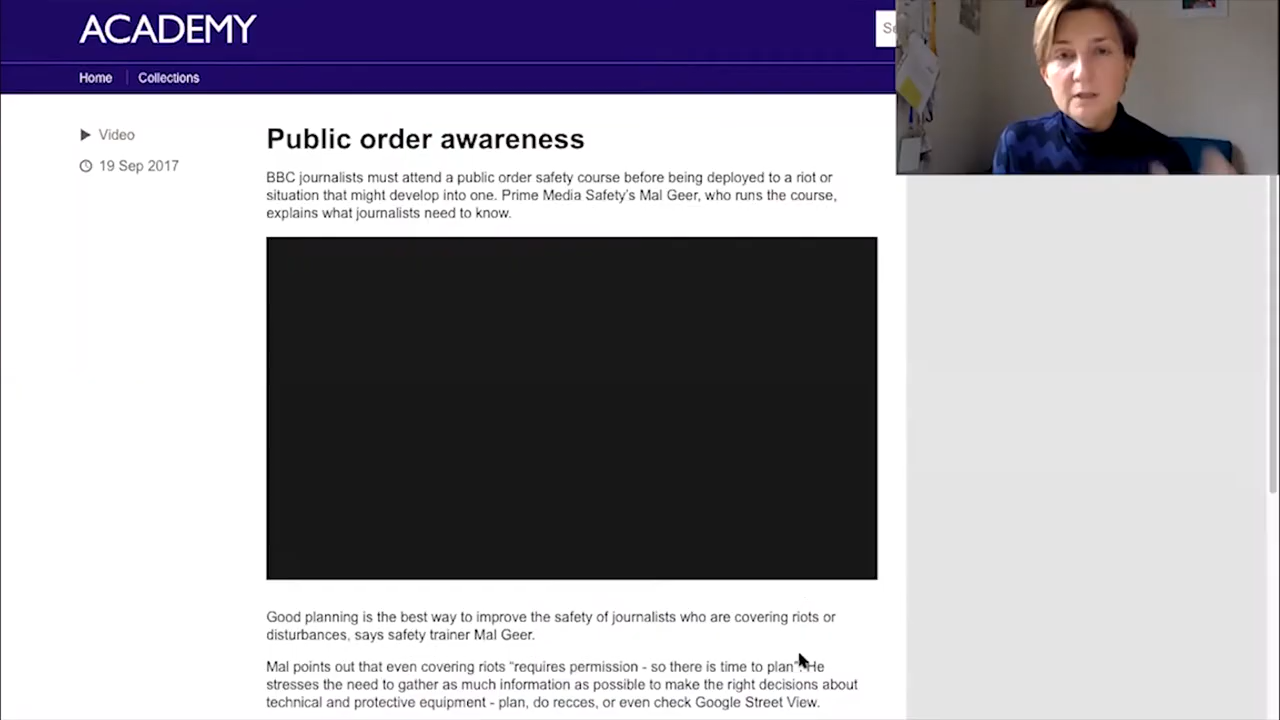 ACADEMY
Se
Home
Collections
Video
19 Sep 2017
Public order awareness
BBC journalists must attend a public order safety course before being deployed to a riot or
situation that might develop into one. Prime Media Safety's Mal Geer, who runs the course,
explains what journalists need to know.
Good planning is the best way to improve the safety of journalists who are covering riots or
disturbances, says safety trainer Mal Geer.
Mal points out that even covering riots “requires permission - so there is time to plan”. He
stresses the need to gather as much information as possible to make the right decisions about
technical and protective equipment - plan, do recces, or even check Google Street View.